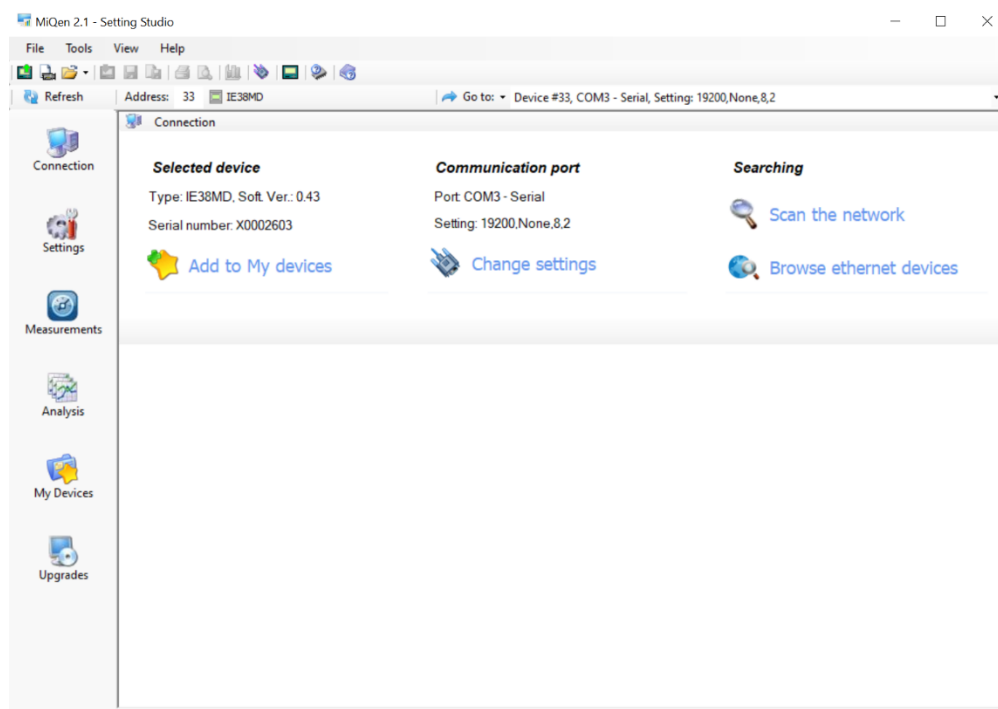 MiQen 2.1 - Setting Studio
File Tools View Help
Refresh Address: 33 IE38MD Go to: Device #33, COM3 - Serial, Setting: 19200,None,8,2
Connection
Connection
Settings
Measurements
Analysis
My Devices
Upgrades
Selected device
Type: IE38MD, Soft. Ver.: 0.43
Serial number: X0002603
Add to My devices
Communication port
Port: COM3 - Serial
Setting: 19200,None,8,2
Change settings
Searching
Scan the network
Browse ethernet devices